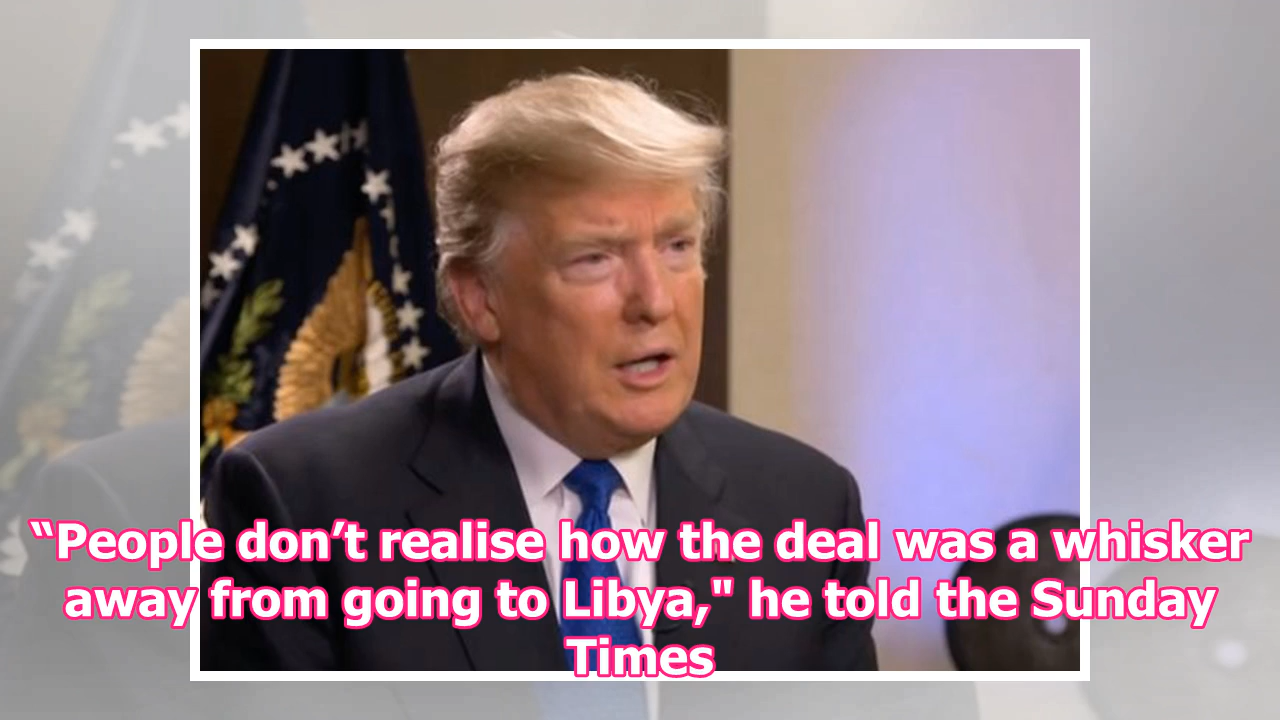 “People don’t realise how the deal was a whisker
away from going to Libya," he told the Sunday
Times